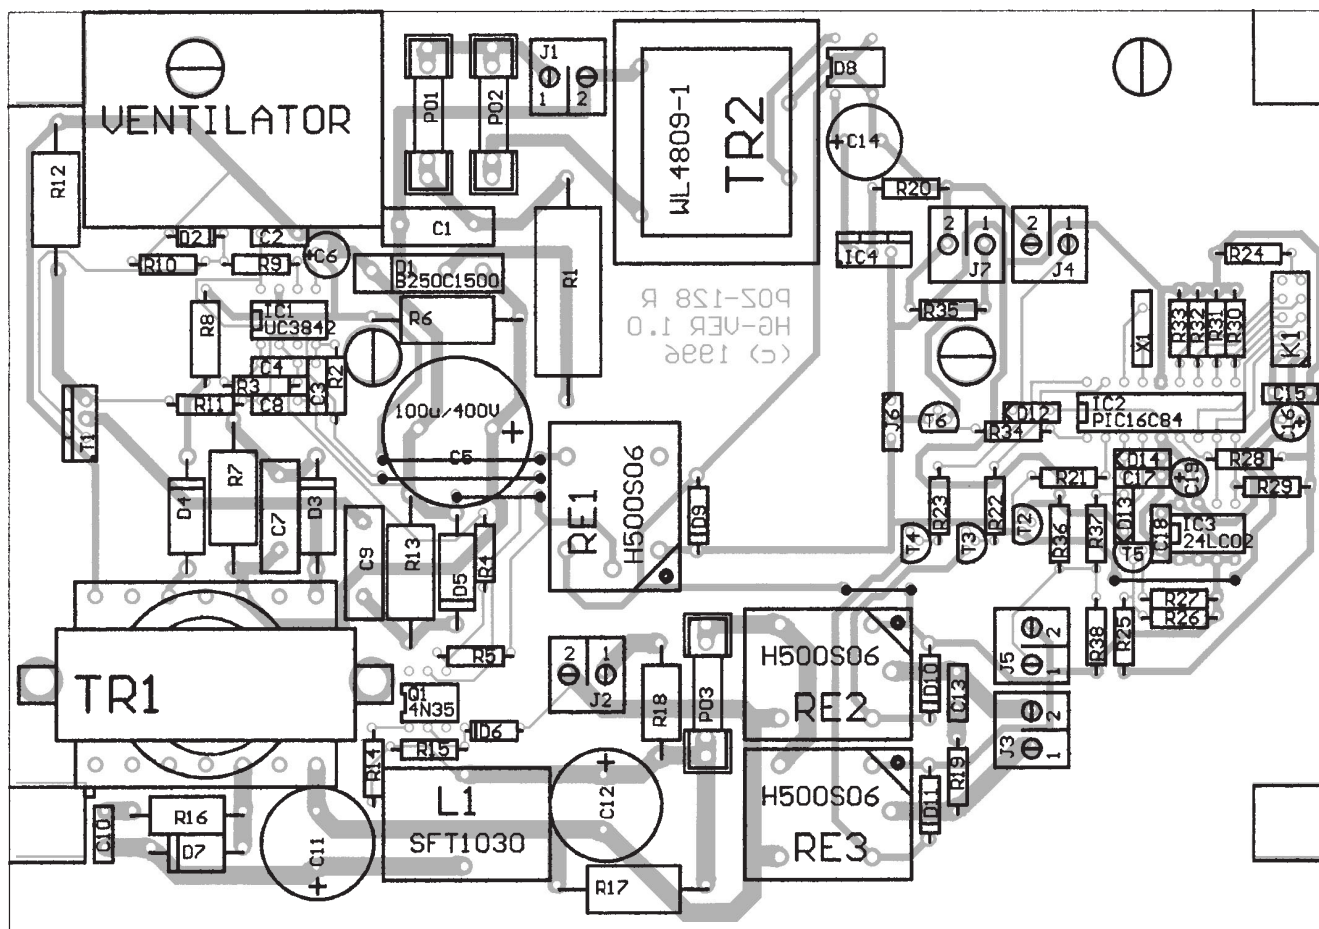 VENTILATOR
PO1
PO2
J1
1 2
WL4809-1
TR2
D8
C14
R20
R12
C1
2 1
J7
2 1
J4
IC4
R24
D2
C2
C6
R10
R9
D1
B250C1500
R1
POZ-128 R
HG-VER 1.0
(c) 1996
R35
X1
R33
R32
R31
R30
K1
R8
IC1
UC3842
R6
C4
R3
C8
C3
R2
R11
T1
100u/400V
C5
J6
T6
D12
R34
IC2
PIC16C84
C15
C16
R7
D4
C7
D3
C9
R13
D5
R4
RE1
H500S06
D9
R23
R22
T4
T3
T2
R21
R36
R37
D14
C17
D13
C18
C19
R28
R29
IC3
24LC02
T5
R27
R26
R38
R25
TR1
R5
Q1
4N35
R14
R15
D6
2 1
J2
R18
PO3
H500S06
RE2
D10
C13
J5
2
1
J3
2
1
R19
D11
H500S06
RE3
L1
SFT1030
C12
R17
C10
R16
D7
C11